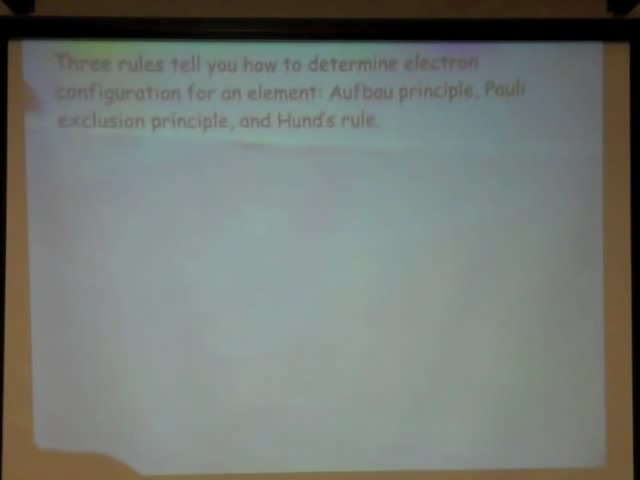 Three rules tell you how to determine electron
configuration for an element: Aufbau principle, Pauli
exclusion principle, and Hund's rule.